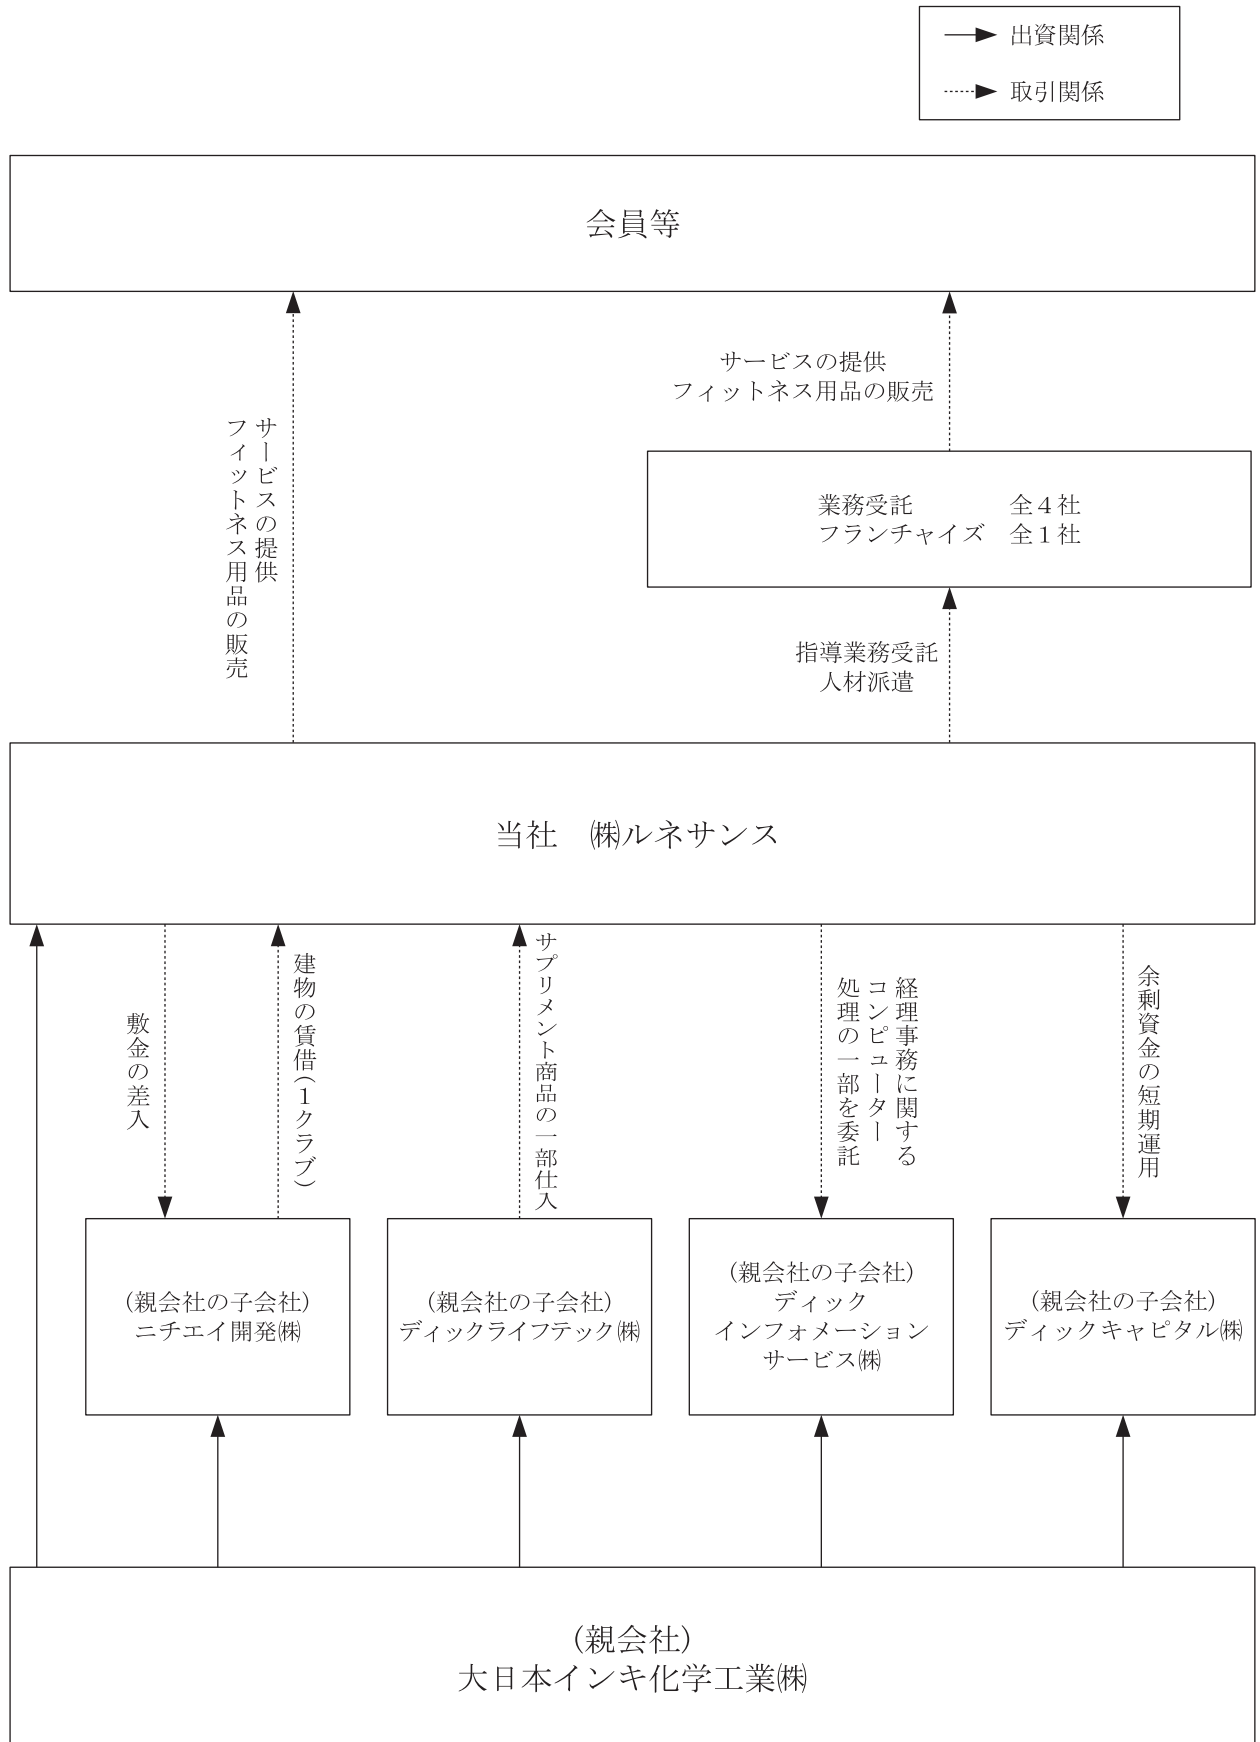 出資関係
取引関係
会員等
サービスの提供
フィットネス用品の販売
サービスの提供
フィットネス用品の販売
業務受託　全４社
フランチャイズ　全１社
指導業務受託
人材派遣
当社　㈱ルネサンス
敷金の差入
建物の賃借(１クラブ)
サプリメント商品の一部仕入
経理事務に関する
コンピューター
処理の一部を委託
余剰資金の短期運用
(親会社の子会社)
ニチエイ開発㈱
(親会社の子会社)
ディックライフテック㈱
(親会社の子会社)
ディック
インフォメーション
サービス㈱
(親会社の子会社)
ディックキャピタル㈱
(親会社)
大日本インキ化学工業㈱